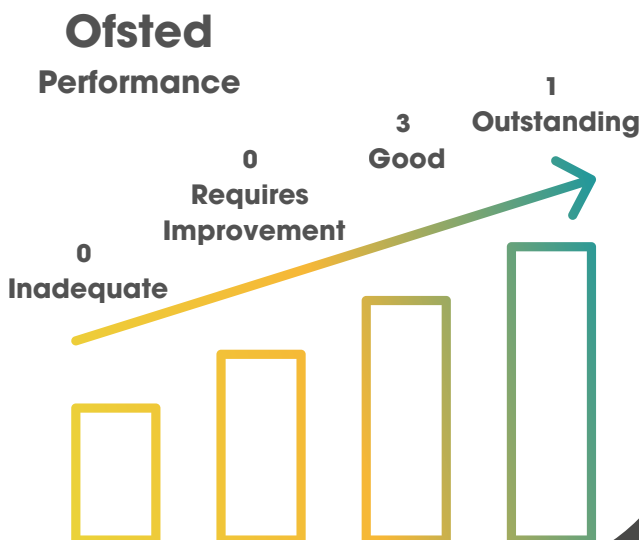 Ofsted
Performance
0
Inadequate
0
Requires
Improvement
3
Good
1
Outstanding